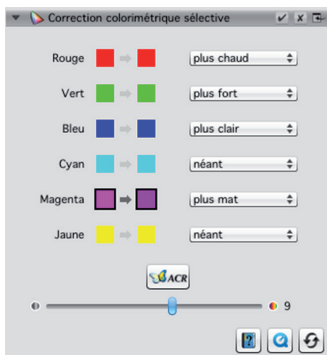 Correction colorimétrique sélective
Rouge plus chaud
Vert plus fort
Bleu plus clair
Cyan néant
Magenta plus mat
Jaune néant
ACR
9
?